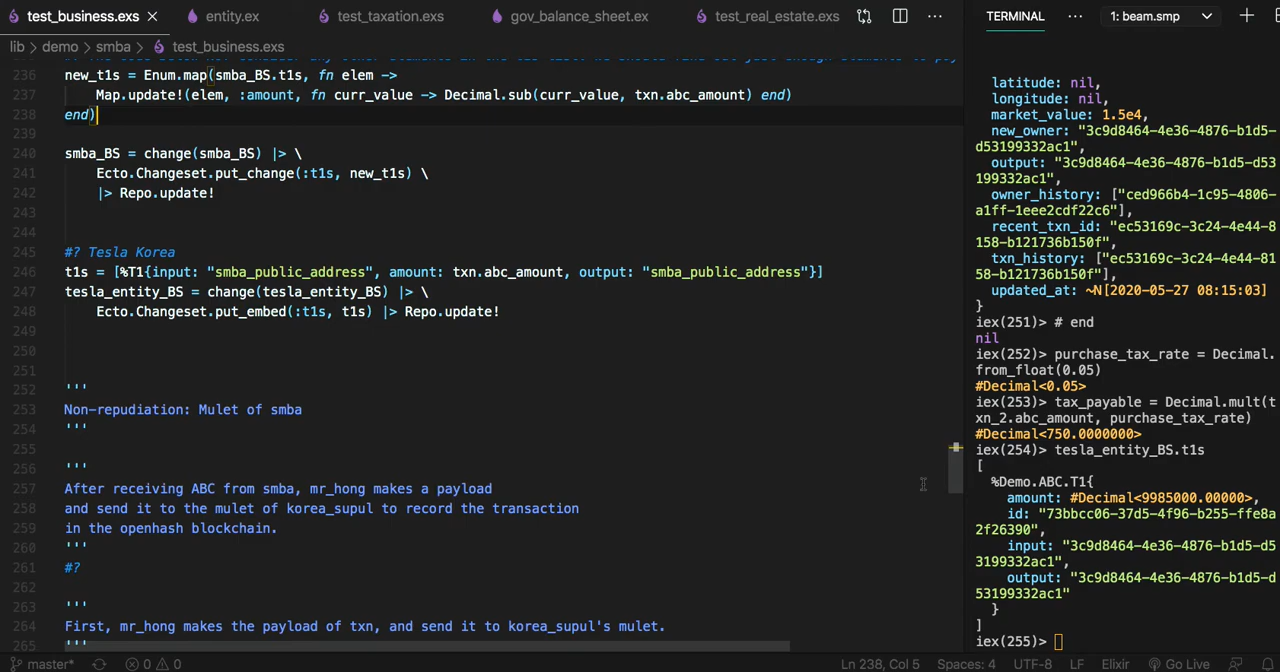 test_business.exs
entity.ex
test_taxation.exs
gov_balance_sheet.ex
test_real_estate.exs
TERMINAL
1: beam.smp
lib > demo > smba > test_business.exs
236 new_t1s = Enum.map(smba_BS.t1s, fn elem ->
237 Map.update!(elem, :amount, fn curr_value -> Decimal.sub(curr_value, txn.abc_amount) end)
238 end)
239
240 smba_BS = change(smba_BS) |> \
241 Ecto.Changeset.put_change(:t1s, new_t1s) \
242 |> Repo.update!
243
244
245 #? Tesla Korea
246 t1s = [%T1{input: "smba_public_address", amount: txn.abc_amount, output: "smba_public_address"}]
247 tesla_entity_BS = change(tesla_entity_BS) |> \
248 Ecto.Changeset.put_embed(:t1s, t1s) |> Repo.update!
249
250
251
252 '''
253 Non-repudiation: Mulet of smba
254 '''
255
256 '''
257 After receiving ABC from smba, mr_hong makes a payload
258 and send it to the mulet of korea_supul to record the transaction
259 in the openhash blockchain.
260 '''
261 #?
262
263 '''
264 First, mr_hong makes the payload of txn, and send it to korea_supul's mulet.
265 '''
latitude: nil,
longitude: nil,
market_value: 1.5e4,
new_owner: "3c9d8464-4e36-4876-b1d5-
d53199332ac1",
output: "3c9d8464-4e36-4876-b1d5-d53
199332ac1",
owner_history: ["ced966b4-1c95-4806-
a1ff-1eee2cdf22c6"],
recent_txn_id: "ec53169c-3c24-4e44-8
158-b121736b150f",
txn_history: ["ec53169c-3c24-4e44-81
58-b121736b150f"],
updated_at: ~N[2020-05-27 08:15:03]
}
iex(251)> # end
nil
iex(252)> purchase_tax_rate = Decimal.
from_float(0.05)
#Decimal<0.05>
iex(253)> tax_payable = Decimal.mult(t
xn_2.abc_amount, purchase_tax_rate)
#Decimal<750.0000000>
iex(254)> tesla_entity_BS.t1s
[
%Demo.ABC.T1{
amount: #Decimal<9985000.00000>,
id: "73bbcc06-37d5-4f96-b255-ffe8a
2f26390",
input: "3c9d8464-4e36-4876-b1d5-d5
3199332ac1",
output: "3c9d8464-4e36-4876-b1d5-d
53199332ac1"
}
]
iex(255)>
master*
0
0
Ln 238, Col 5
Spaces: 4
UTF-8
LF
Elixir
Go Live